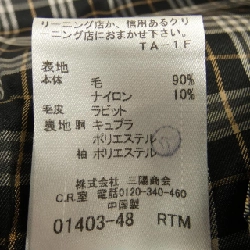 リーニング店か、信用あるクリ
ーニング店におまかせ下さい。
TA-1F
表地
本体 毛 90%
ナイロン 10%
毛皮 ラビット
裏地 胴 キュプラ
ポリエステル
袖 ポリエステル
株式会社 三陽商会
C.R.室 電話0120-340-460
中国製
01403-48 RTM